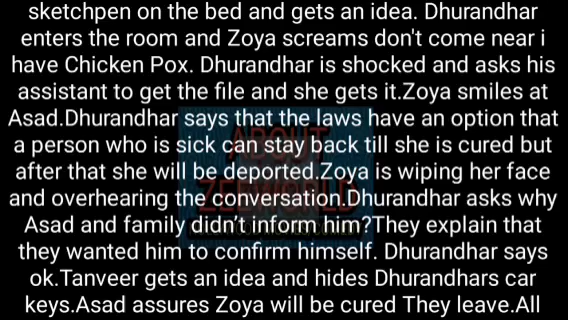 sketchpen on the bed and gets an idea. Dhurandhar
enters the room and Zoya screams don't come near i
have Chicken Pox. Dhurandhar is shocked and asks his
assistant to get the file and she gets it.Zoya smiles at
Asad.Dhurandhar says that the laws have an option that
a person who is sick can stay back till she is cured but
after that she will be deported.Zoya is wiping her face
and overhearing the conversation.Dhurandhar asks why
Asad and family didn't inform him?They explain that
they wanted him to confirm himself. Dhurandhar says
ok.Tanveer gets an idea and hides Dhurandhars car
keys.Asad assures Zoya will be cured They leave.All
ABOUT
ZEEWORLD